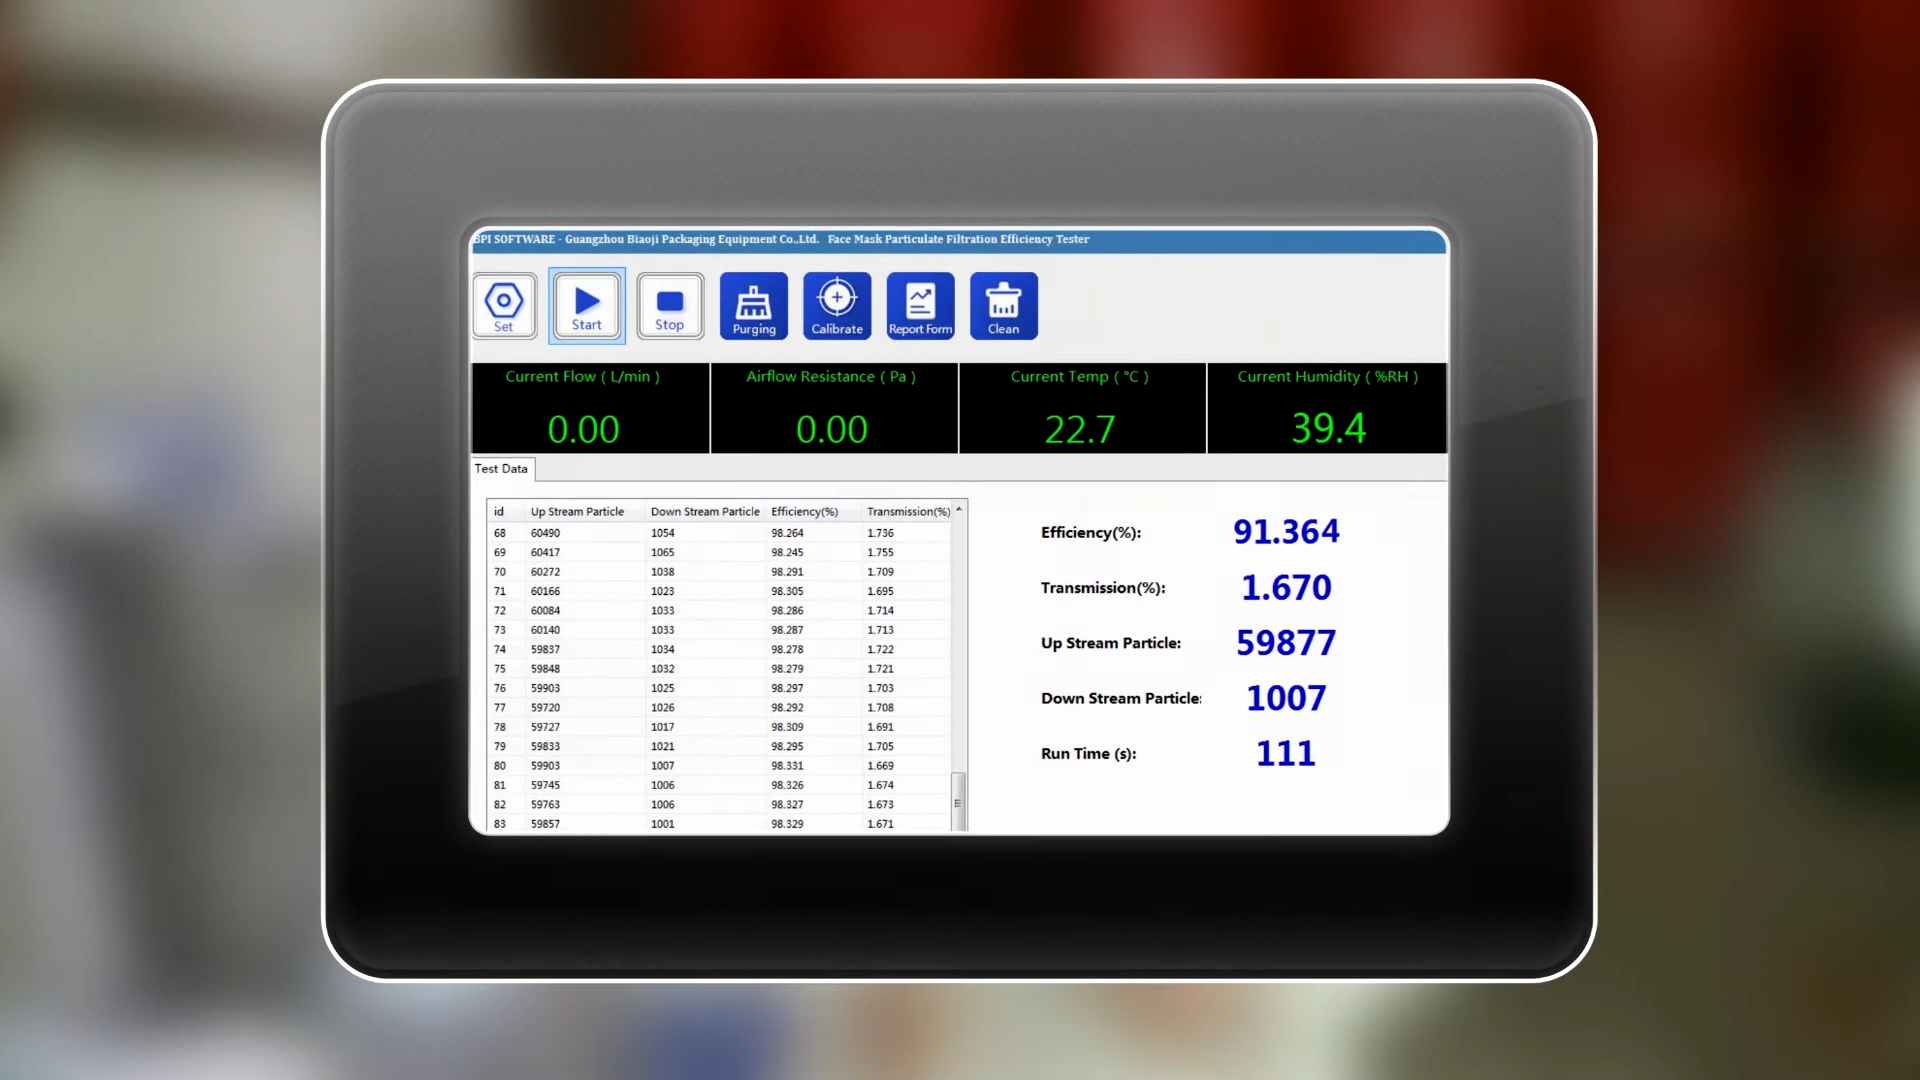 BPI SOFTWARE - Guangzhou Biaoji Packaging Equipment Co.,Ltd. Face Mask Particulate Filtration Efficiency Tester
Set Start Stop Purging Calibrate Report Form Clean
Current Flow ( L/min ) Airflow Resistance ( Pa ) Current Temp ( °C ) Current Humidity ( %RH )
0.00 0.00 22.7 39.4
Test Data
id Up Stream Particle Down Stream Particle Efficiency(%) Transmission(%)
68 60490 1054 98.264 1.736
69 60417 1065 98.245 1.755
70 60272 1038 98.291 1.709
71 60166 1023 98.305 1.695
72 60084 1033 98.286 1.714
73 60140 1033 98.287 1.713
74 59837 1034 98.278 1.722
75 59848 1032 98.279 1.721
76 59903 1025 98.297 1.703
77 59720 1026 98.292 1.708
78 59727 1017 98.309 1.691
79 59833 1021 98.295 1.705
80 59903 1007 98.331 1.669
81 59745 1006 98.326 1.674
82 59763 1006 98.327 1.673
83 59857 1001 98.329 1.671
Efficiency(%): 91.364
Transmission(%): 1.670
Up Stream Particle: 59877
Down Stream Particle: 1007
Run Time (s): 111